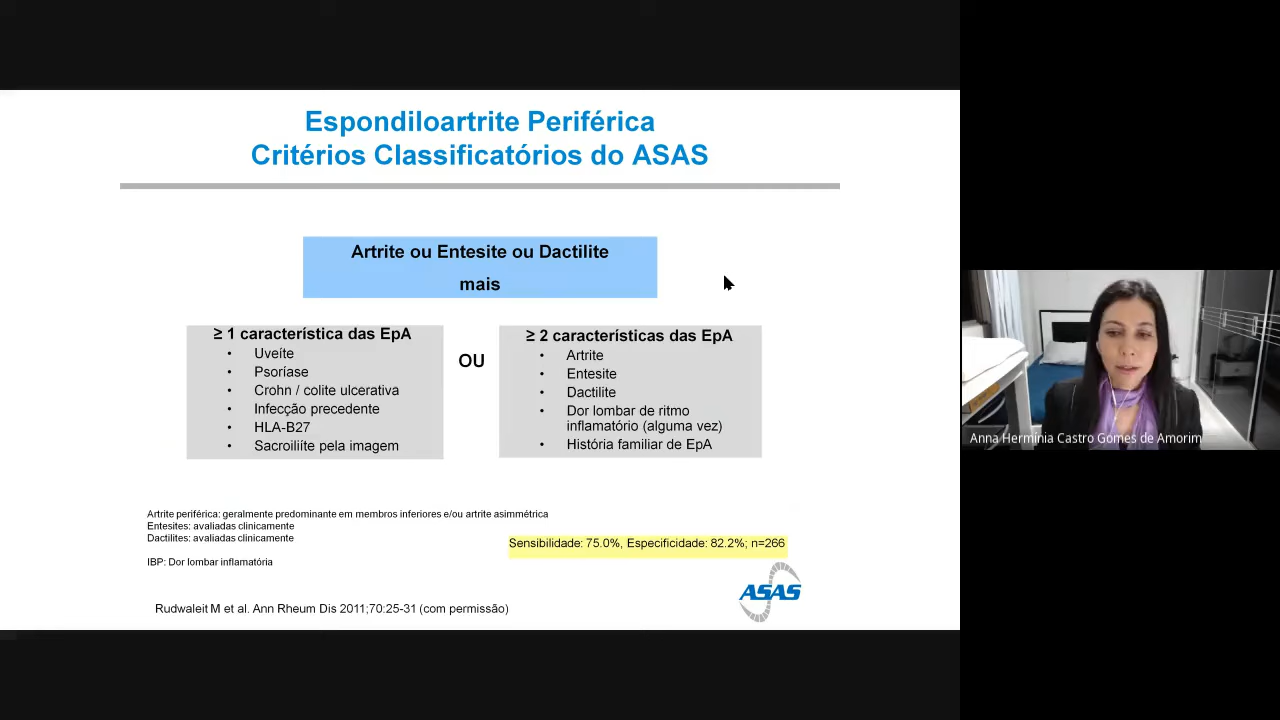 Espondiloartrite Periférica
Critérios Classificatórios do ASAS
Artrite ou Entesite ou Dactilite
mais
≥ 1 característica das EpA
• Uveíte
• Psoríase
• Crohn / colite ulcerativa
• Infecção precedente
• HLA-B27
• Sacroiliíte pela imagem
OU
≥ 2 características das EpA
• Artrite
• Entesite
• Dactilite
• Dor lombar de ritmo
inflamatório (alguma vez)
• História familiar de EpA
Artrite periférica: geralmente predominante em membros inferiores e/ou artrite asimmétrica
Entesites: avaliadas clinicamente
Dactilites: avaliadas clinicamente
IBP: Dor lombar inflamatória
Sensibilidade: 75.0%, Especificidade: 82.2%; n=266
ASAS
Rudwaleit M et al. Ann Rheum Dis 2011;70:25-31 (com permissão)
Anna Hermínia Castro Gomes de Amorim